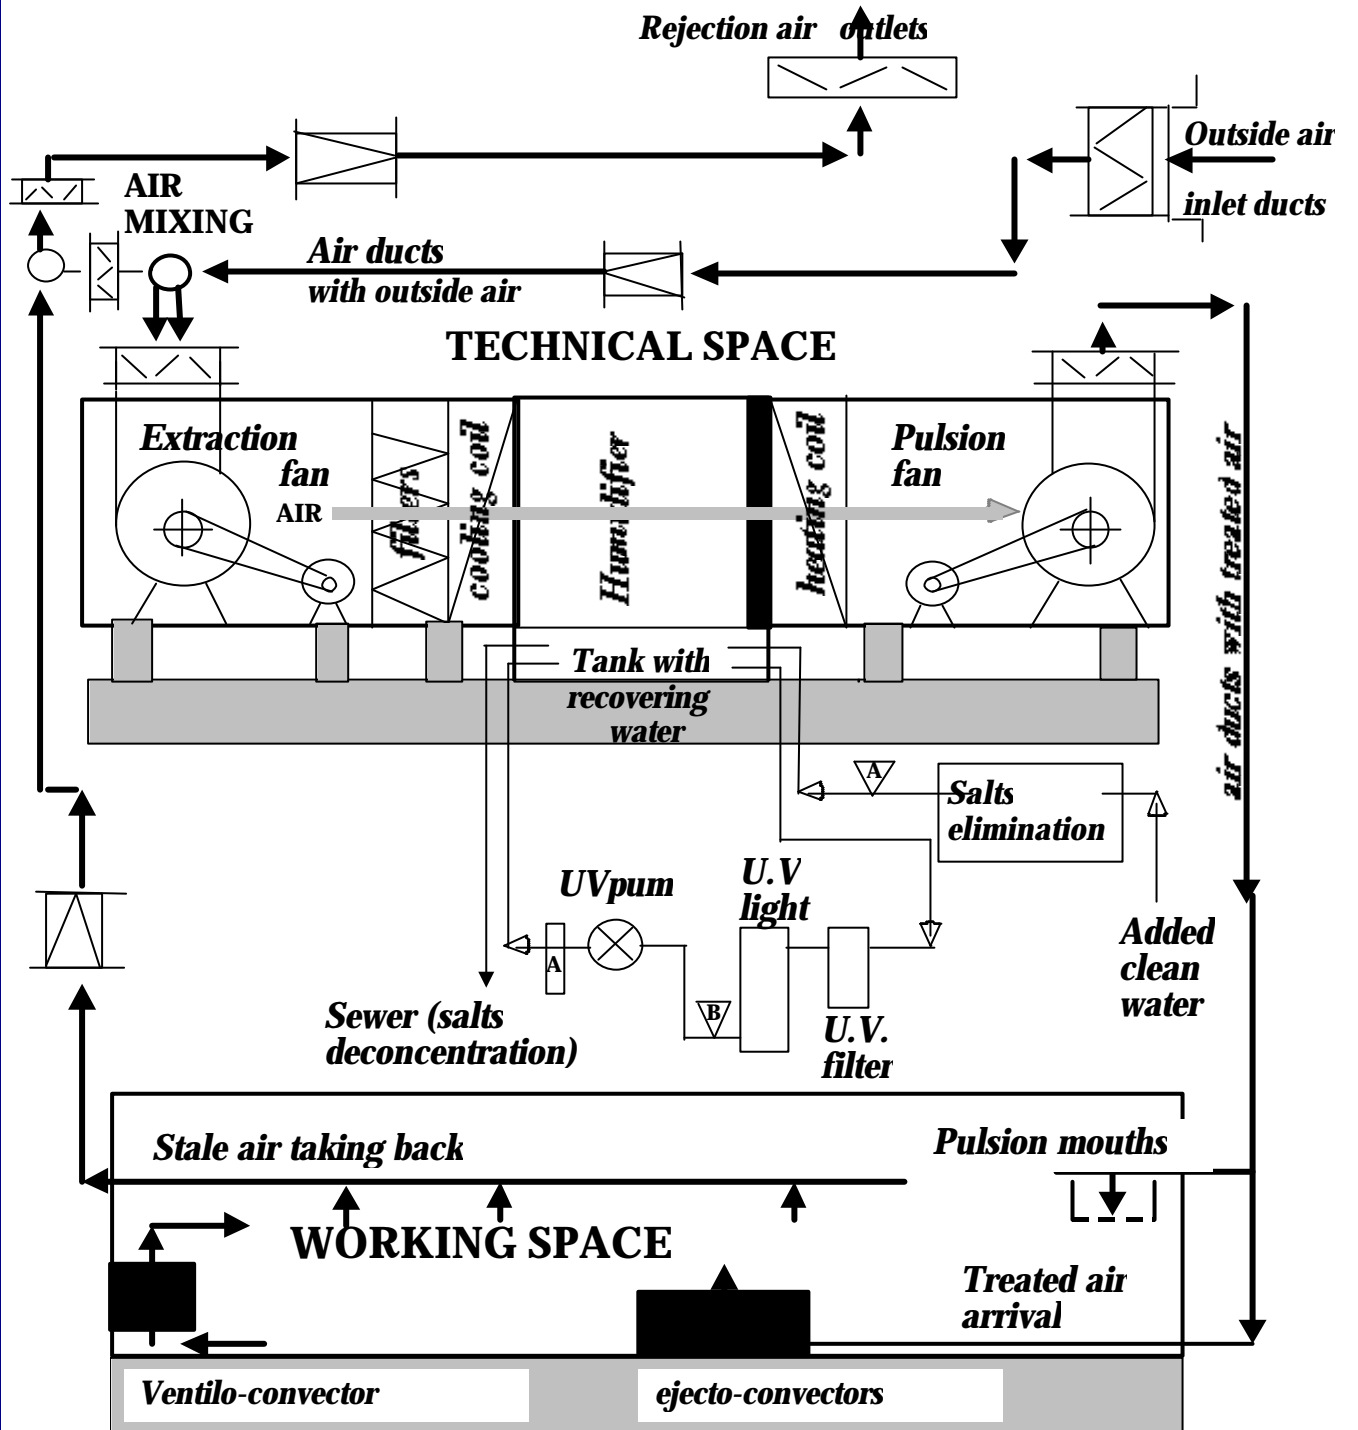 Rejection air outlets
Outside air
inlet ducts
AIR
MIXING
Air ducts
with outside air
TECHNICAL SPACE
Extraction
fan
AIR
filters
cooling coil
Humidifier
heating coil
Pulsion
fan
air ducts with treated air
Tank with
recovering
water
A
Salts
elimination
UVpum
U.V
light
A
B
U.V.
filter
Added
clean
water
Sewer (salts
deconcentration)
Stale air taking back
Pulsion mouths
WORKING SPACE
Treated air
arrival
Ventilo-convector
ejecto-convectors